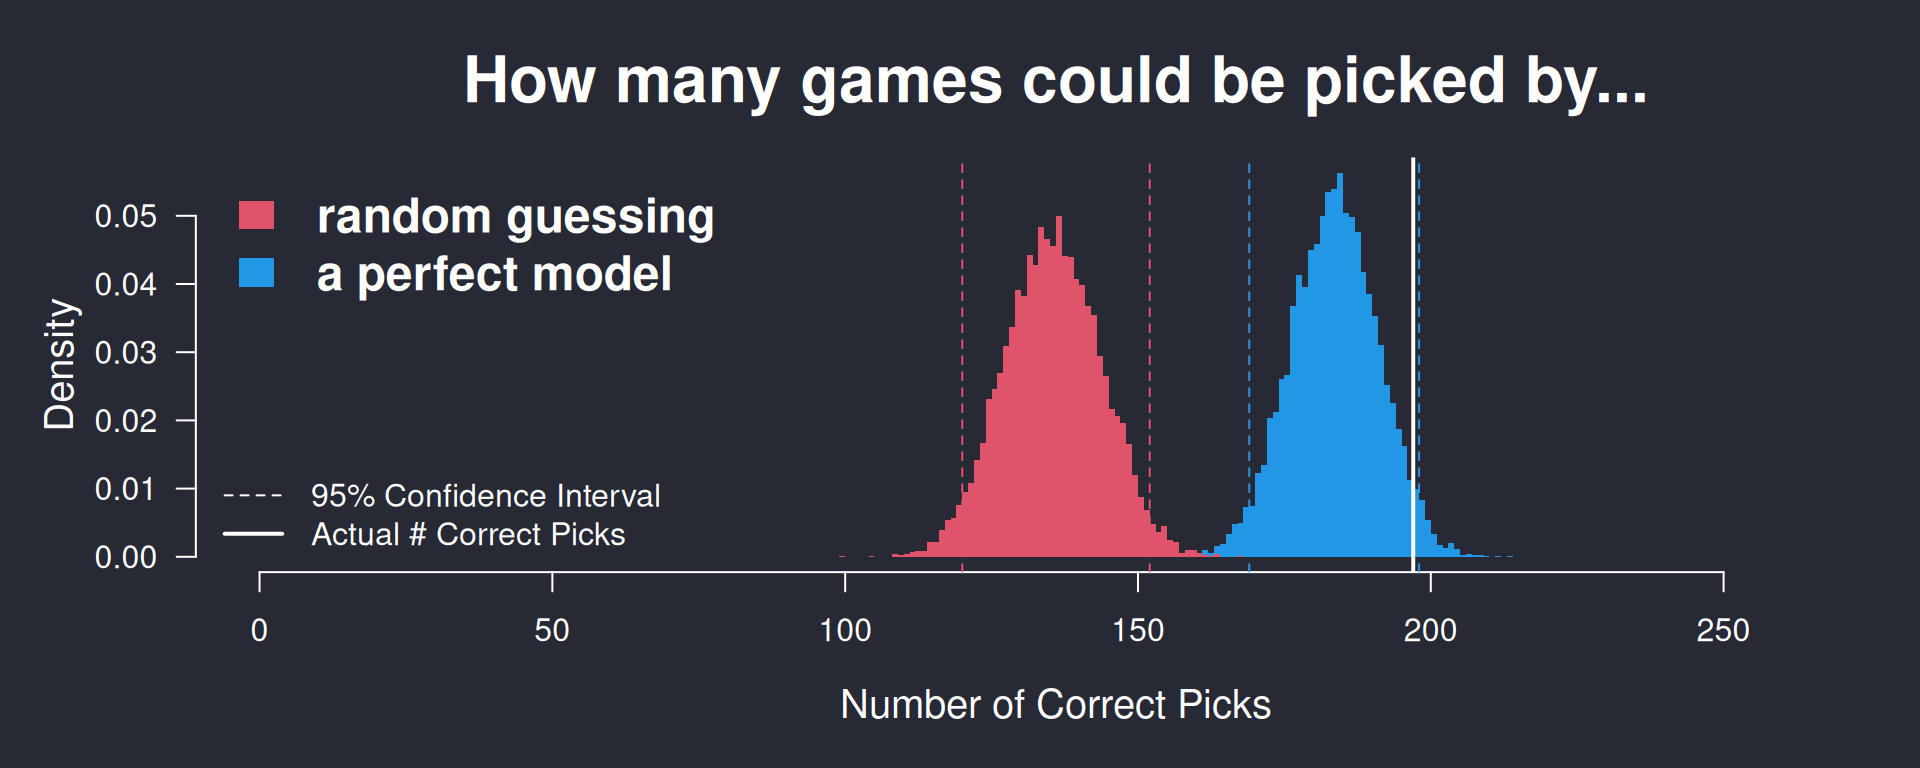 How many games could be picked by...
random guessing
a perfect model
95% Confidence Interval
Actual # Correct Picks
Density
0.05
0.04
0.03
0.02
0.01
0.00
0 50 100 150 200 250
Number of Correct Picks